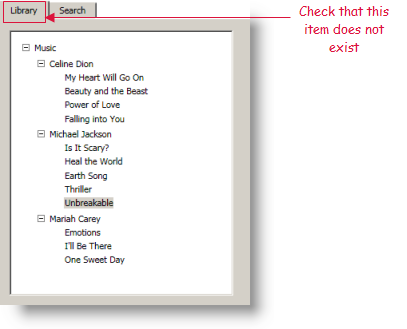 Library Search
Check that this
item does not
exist
Music
Celine Dion
My Heart Will Go On
Beauty and the Beast
Power of Love
Falling into You
Michael Jackson
Is It Scary?
Heal the World
Earth Song
Thriller
Unbreakable
Mariah Carey
Emotions
I'll Be There
One Sweet Day